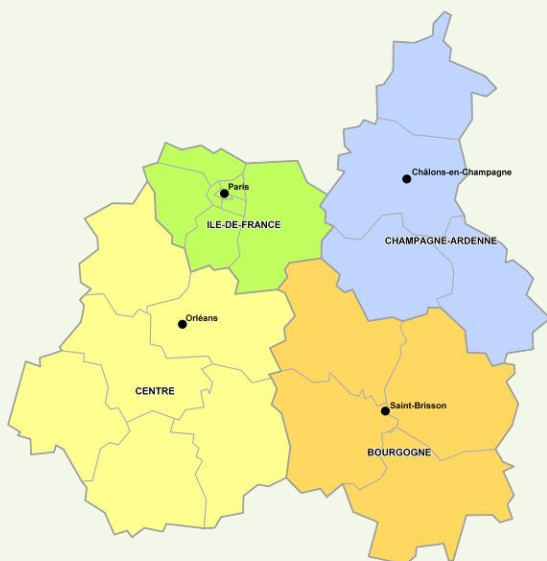 Châlons-en-Champagne
Paris
ILE-DE-FRANCE
CHAMPAGNE-ARDENNE
Orléans
CENTRE
Saint-Brisson
BOURGOGNE